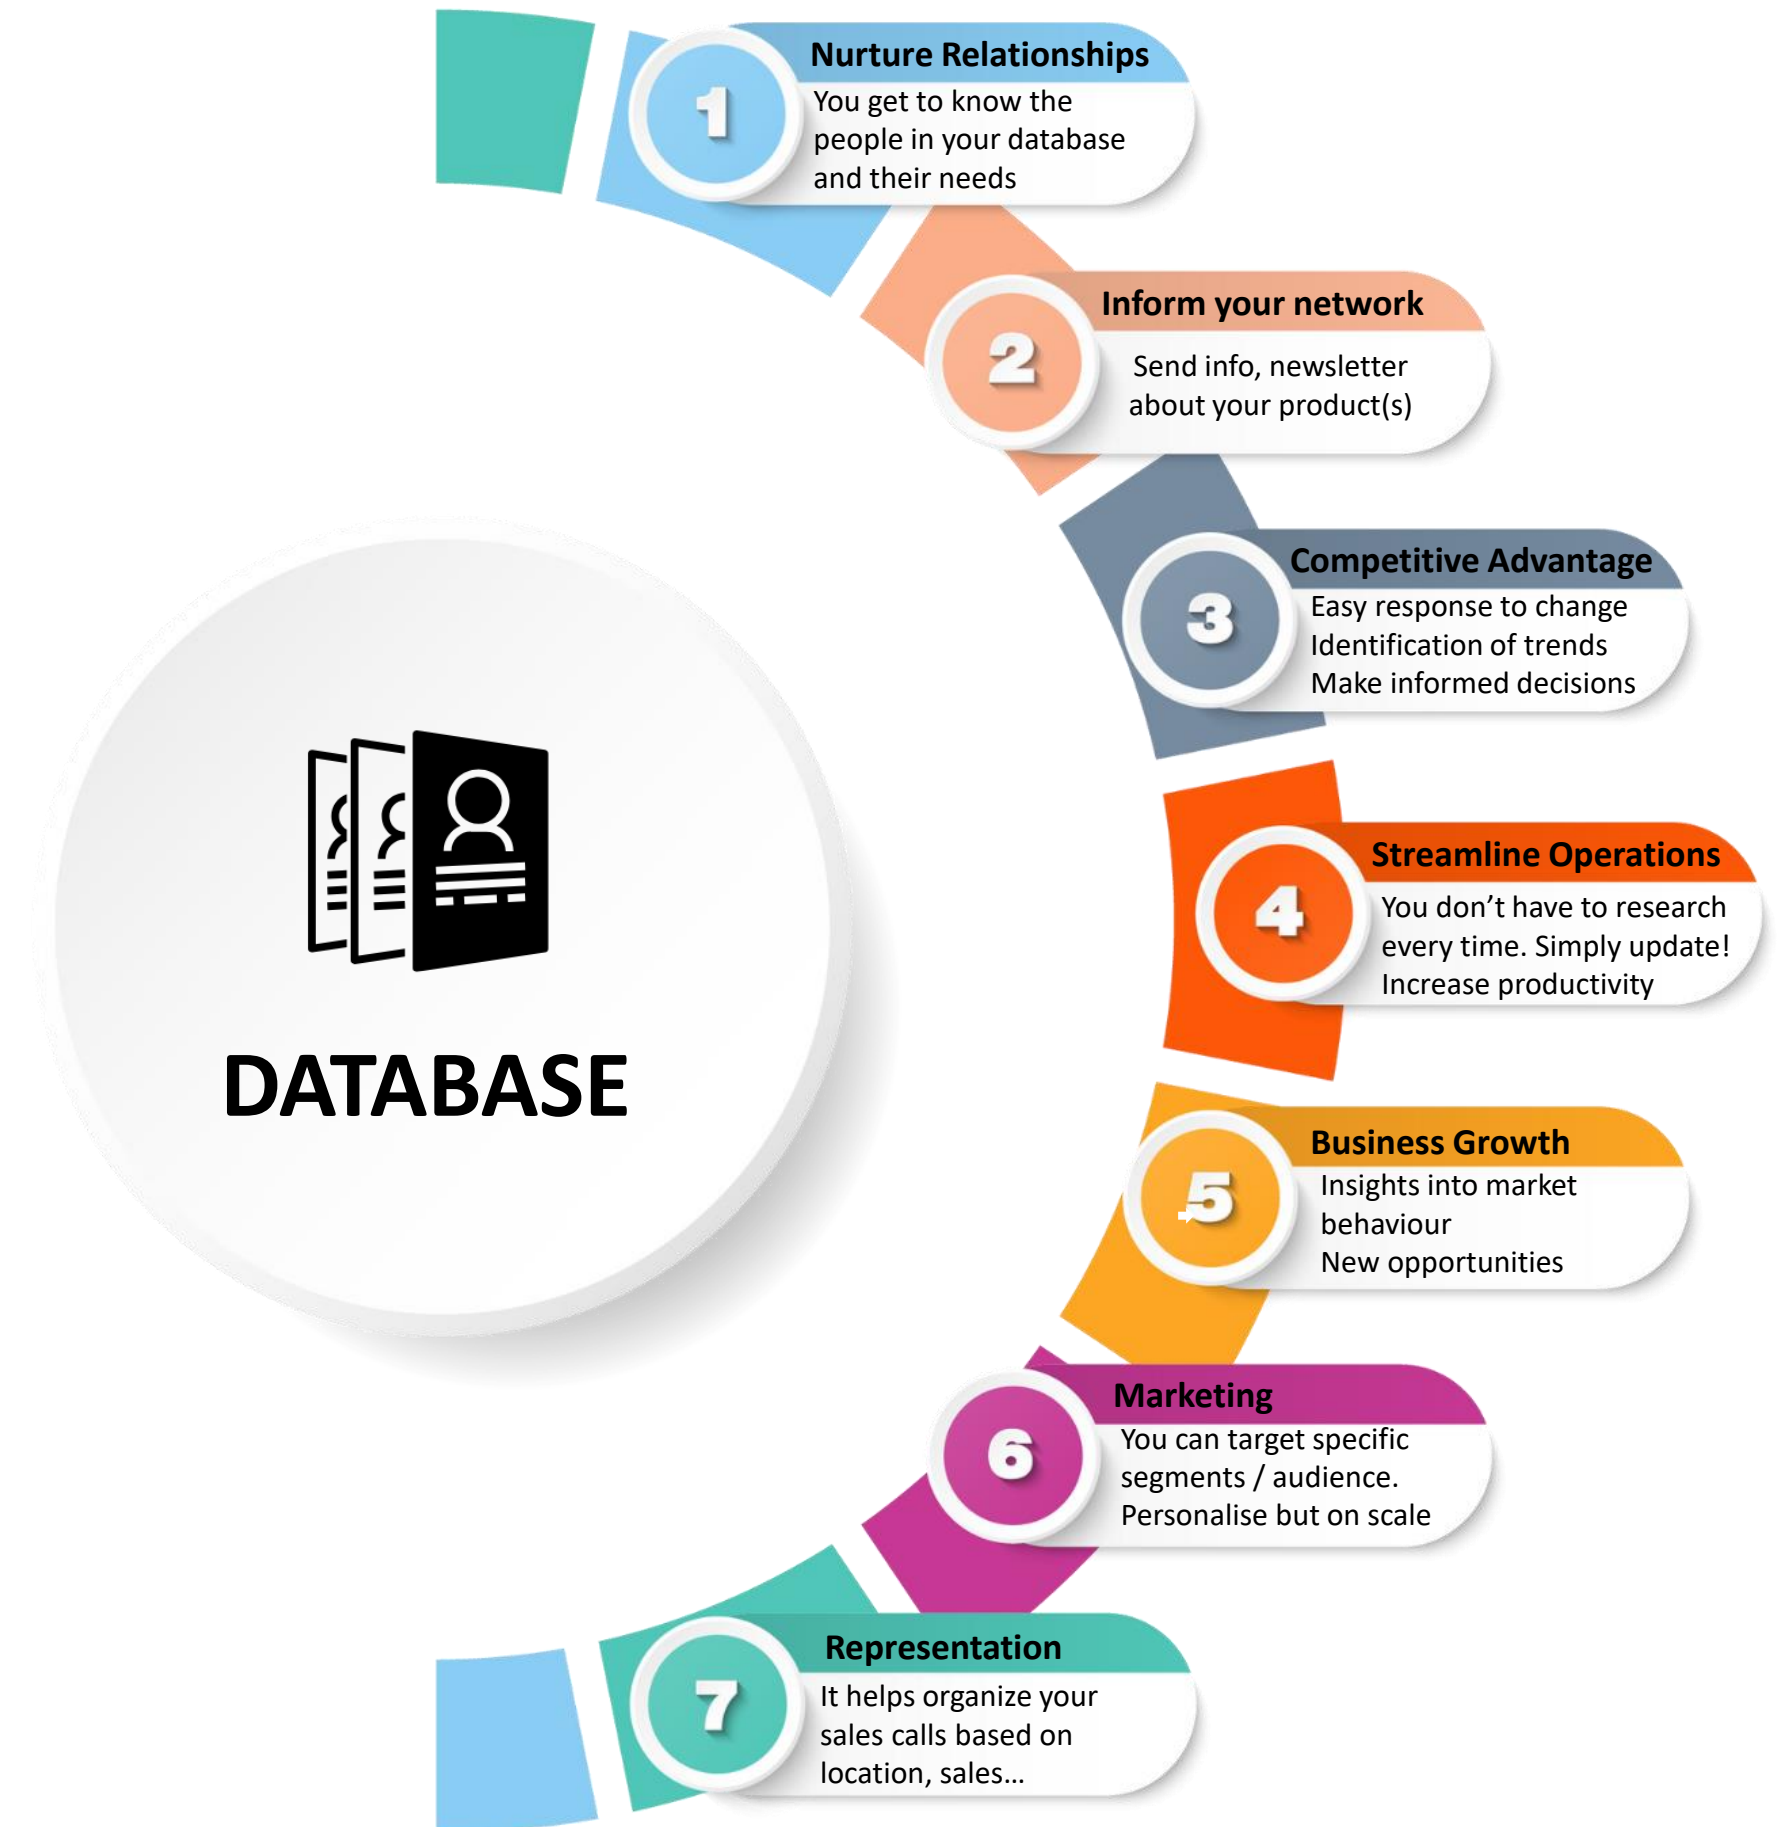 1
Nurture Relationships
You get to know the
people in your database
and their needs
2
Inform your network
Send info, newsletter
about your product(s)
3
Competitive Advantage
Easy response to change
Identification of trends
Make informed decisions
4
Streamline Operations
You don’t have to research
every time. Simply update!
Increase productivity
DATABASE
5
Business Growth
Insights into market
behaviour
New opportunities
6
Marketing
You can target specific
segments / audience.
Personalise but on scale
7
Representation
It helps organize your
sales calls based on
location, sales…